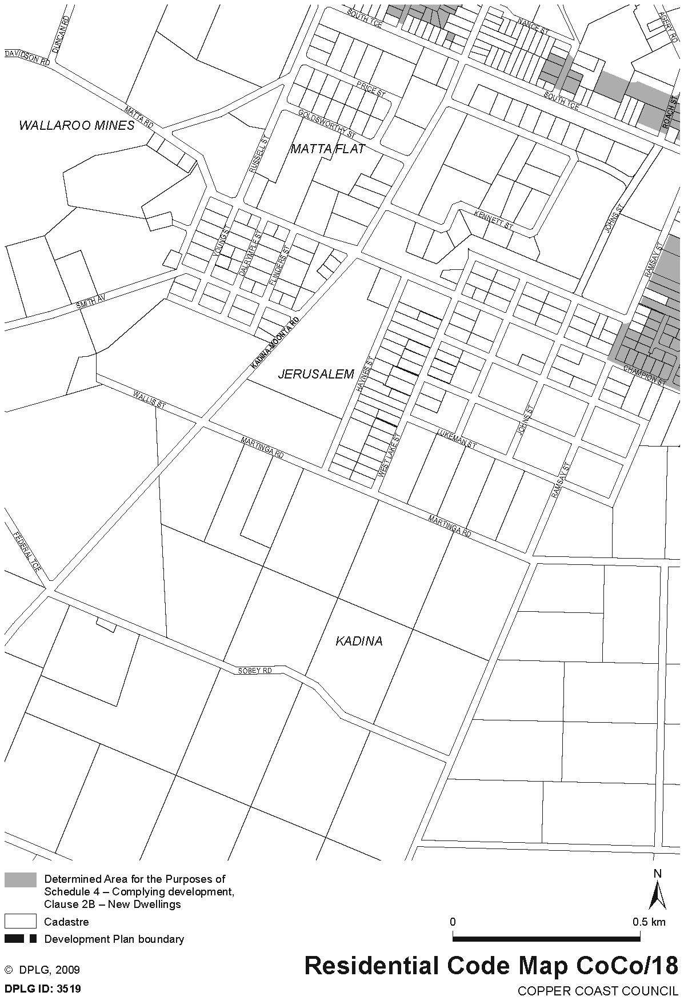 DUNCAN RD
DAVIDSON RD
SOUTH TCE
NANCE ST
AGERY RD
MATTA RD
WALLAROO MINES
PRICE ST
GOLDSWORTHY ST
SOUTH TCE
ROACH ST
RUSSELL ST
MATTA FLAT
KENNETT ST
JOHNS ST
YOUNG ST
DALRYMPLE ST
FLINDERS ST
RAMSAY ST
SMITH AV
KADINA-MOONTA RD
JERUSALEM
HAYNES ST
CHAMPION ST
WALLIS ST
MARTINGA RD
WEST LAKE ST
LUKEMAN ST
JOHNS ST
RAMSAY ST
MARTINGA RD
FEDERAL TCE
KADINA
SOBEY RD
Determined Area for the Purposes of
Schedule 4 – Complying development,
Clause 2B – New Dwellings
Cadastre
Development Plan boundary
N
0 0.5 km
© DPLG, 2009
DPLG ID: 3519
Residential Code Map CoCo/18
COPPER COAST COUNCIL